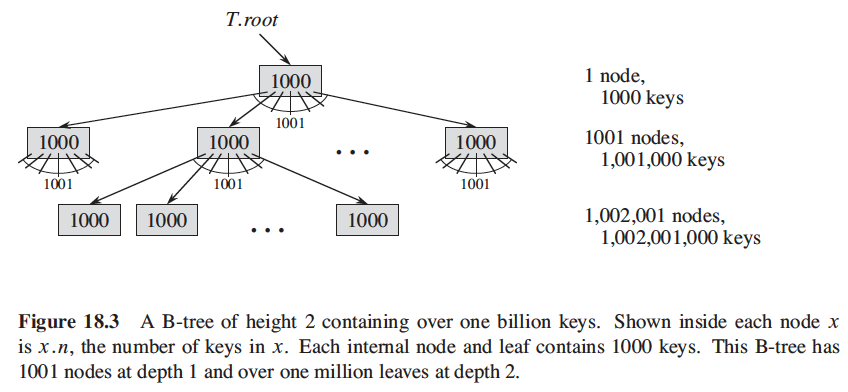 T.root
1000
1001
1 node,
1000 keys
1000
1000
...
1000
1001
1001
1001
1001 nodes,
1,001,000 keys
1000
1000
...
1000
1,002,001 nodes,
1,002,001,000 keys
Figure 18.3 A B-tree of height 2 containing over one billion keys. Shown inside each node x
is x.n, the number of keys in x. Each internal node and leaf contains 1000 keys. This B-tree has
1001 nodes at depth 1 and over one million leaves at depth 2.